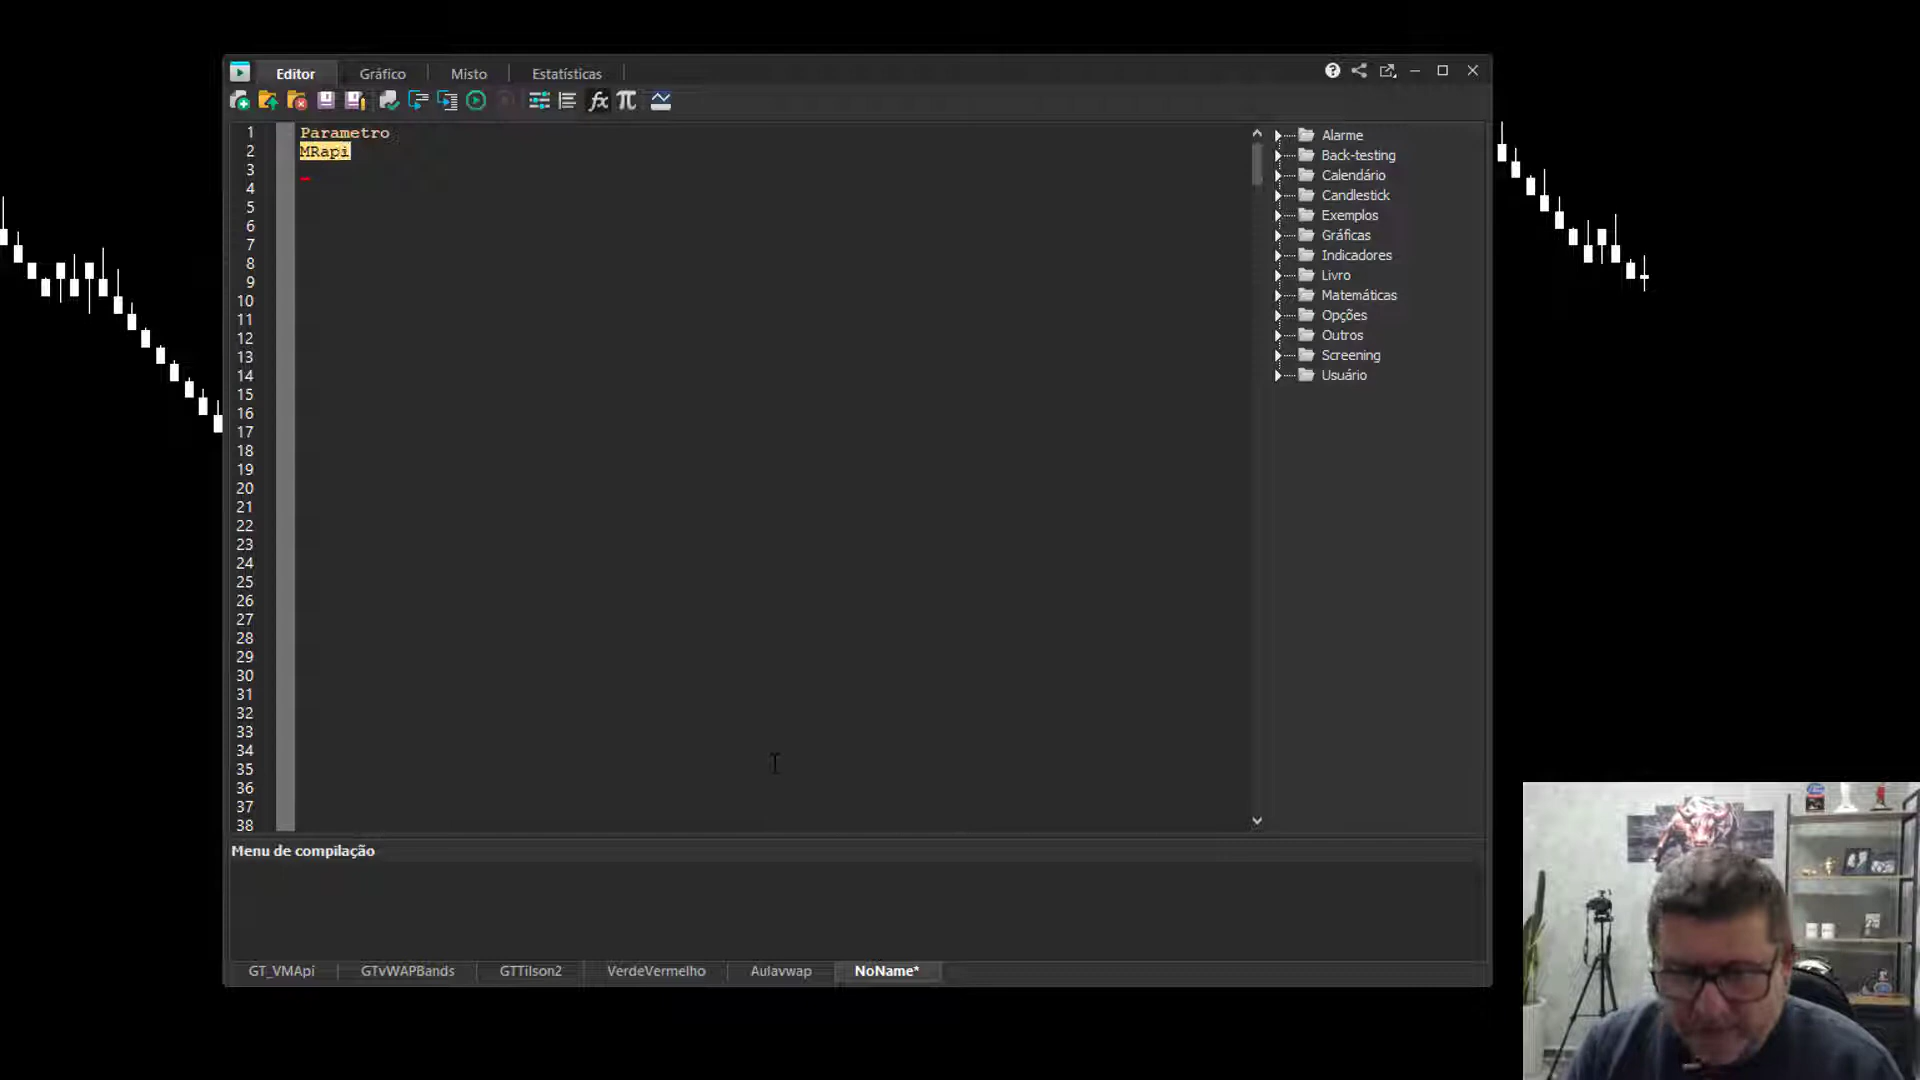 Editor Gráfico Misto Estatísticas
1 Parametro
2 MRapi
3
4
5
6
7
8
9
10
11
12
13
14
15
16
17
18
19
20
21
22
23
24
25
26
27
28
29
30
31
32
33
34
35
36
37
38
Alarme
Back-testing
Calendário
Candlestick
Exemplos
Gráficas
Indicadores
Livro
Matemáticas
Opções
Outros
Screening
Usuário
Menu de compilação
GT_VMApi GTvWAPBands GTTilson2 VerdeVermelho Aulavwap NoName*